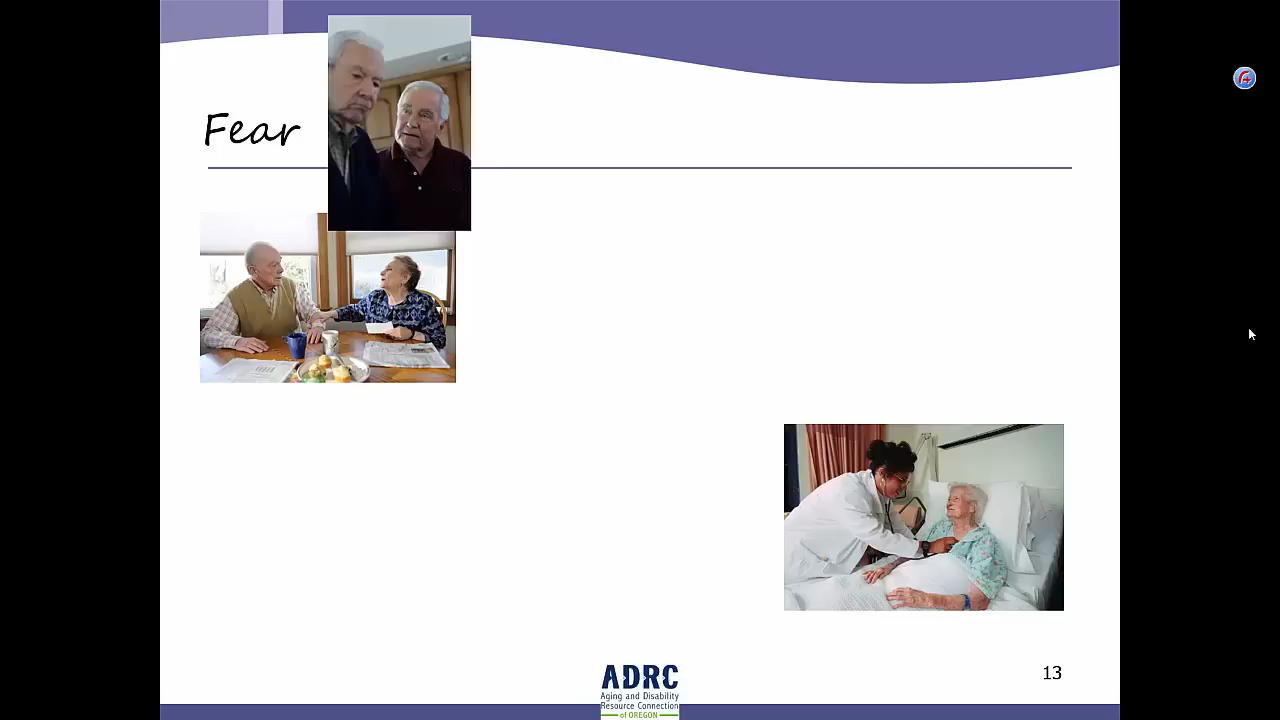 Fear
ADRC
Aging and Disability
Resource Connection
of OREGON
13